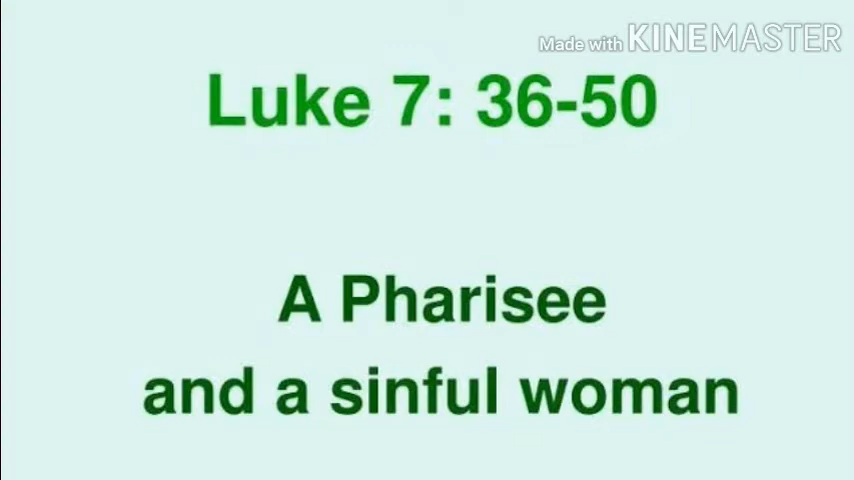 Made with KINEMASTER
Luke 7: 36-50
A Pharisee
and a sinful woman